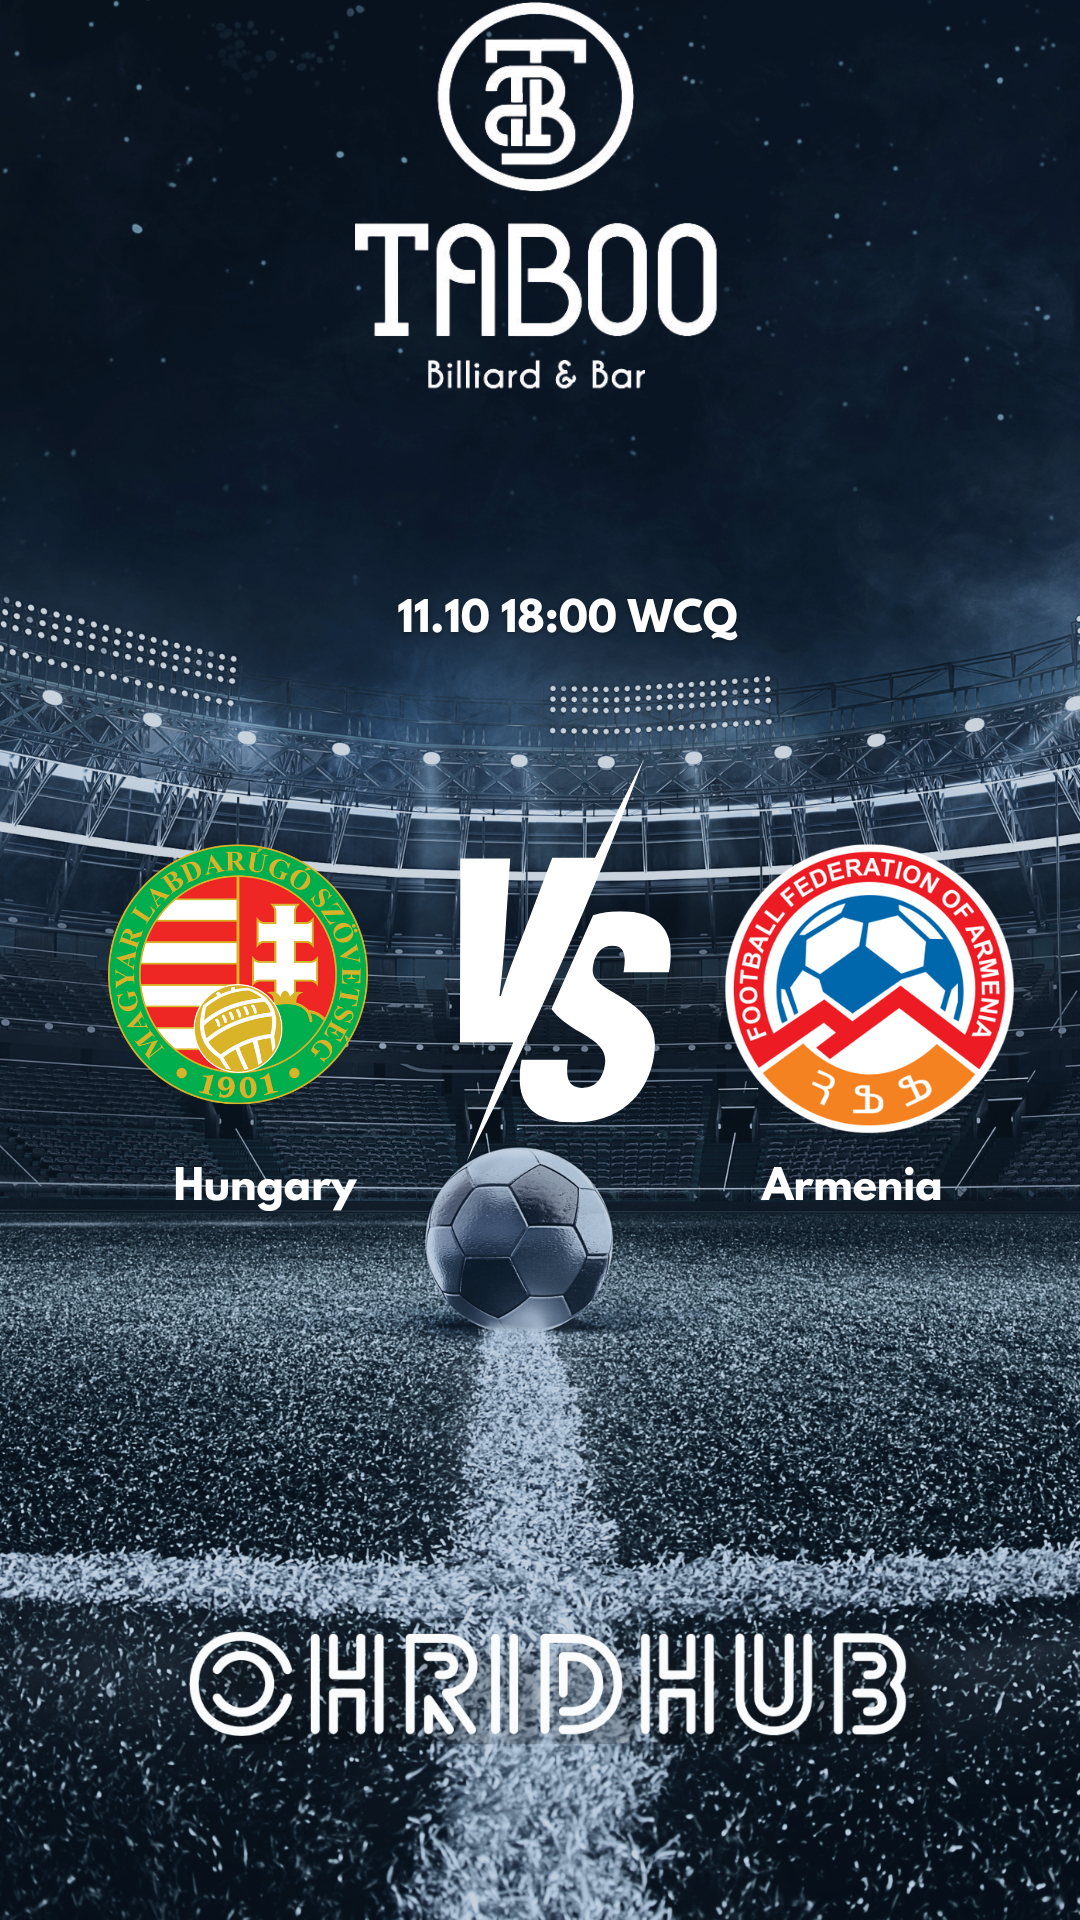 TABOO
Billiard & Bar
11.10 18:00 WCQ
MAGYAR LABDARÚGÓ SZÖVETSÉG
• 1901 •
VS
FOOTBALL FEDERATION OF ARMENIA
ՀՖՖ
Hungary
Armenia
OHRIDHUB